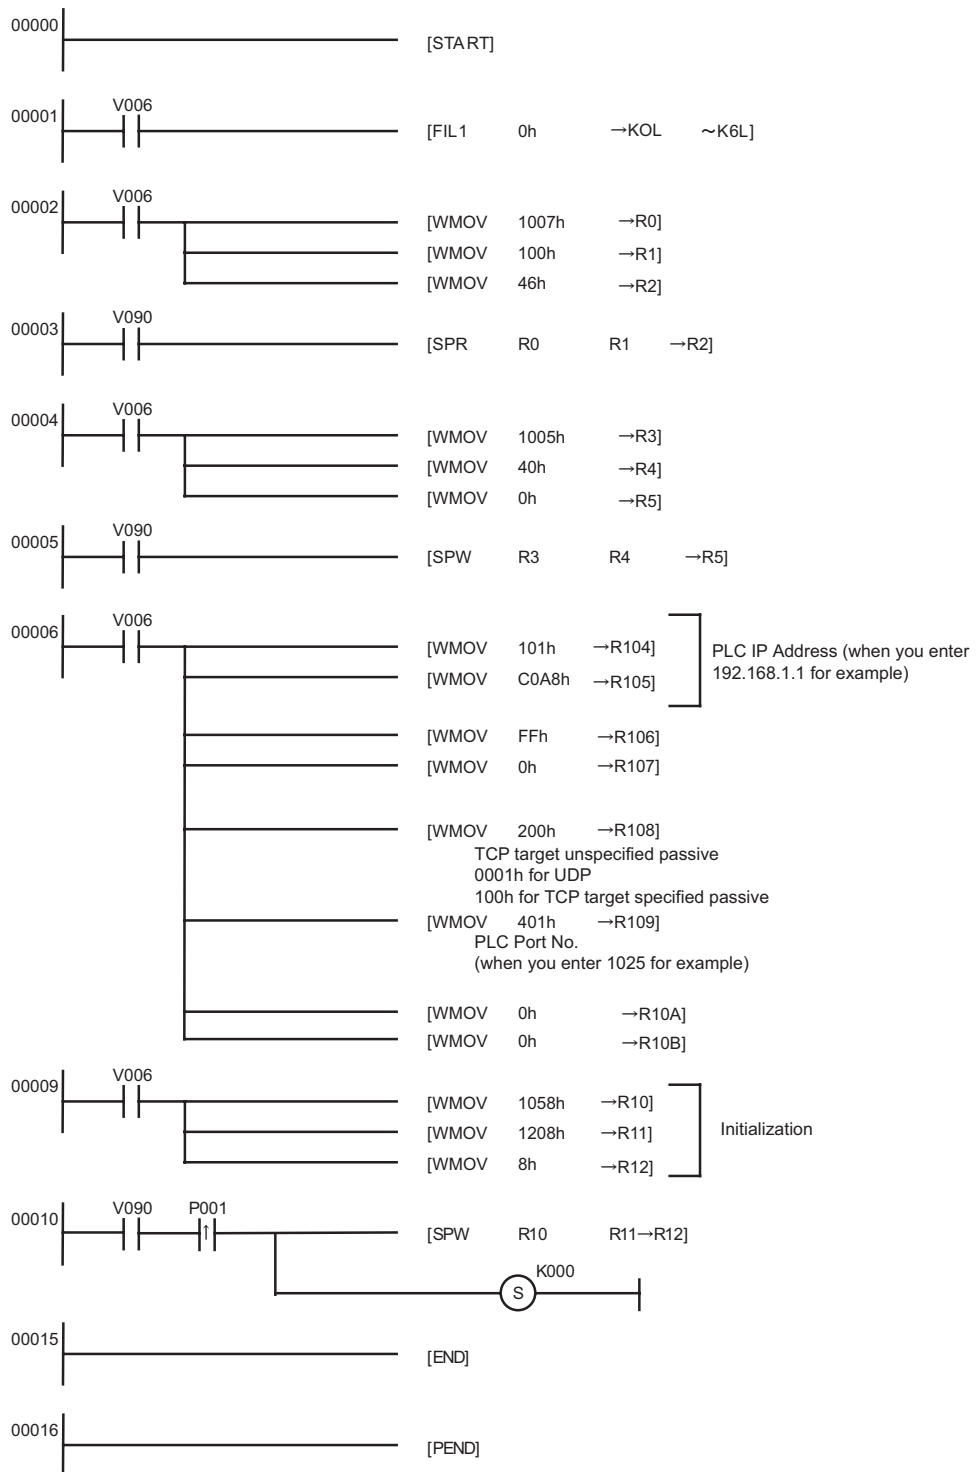 00000
[START]
00001
V006
[FIL1 0h →KOL ～K6L]
00002
V006
[WMOV 1007h →R0]
[WMOV 100h →R1]
[WMOV 46h →R2]
00003
V090
[SPR R0 R1 →R2]
00004
V006
[WMOV 1005h →R3]
[WMOV 40h →R4]
[WMOV 0h →R5]
00005
V090
[SPW R3 R4 →R5]
00006
V006
[WMOV 101h →R104]
[WMOV C0A8h →R105]
PLC IP Address (when you enter
192.168.1.1 for example)
[WMOV FFh →R106]
[WMOV 0h →R107]
[WMOV 200h →R108]
TCP target unspecified passive
0001h for UDP
100h for TCP target specified passive
[WMOV 401h →R109]
PLC Port No.
(when you enter 1025 for example)
[WMOV 0h →R10A]
[WMOV 0h →R10B]
00009
V006
[WMOV 1058h →R10]
[WMOV 1208h →R11]
[WMOV 8h →R12]
Initialization
00010
V090 P001
↑
[SPW R10 R11→R12]
K000
S
00015
[END]
00016
[PEND]